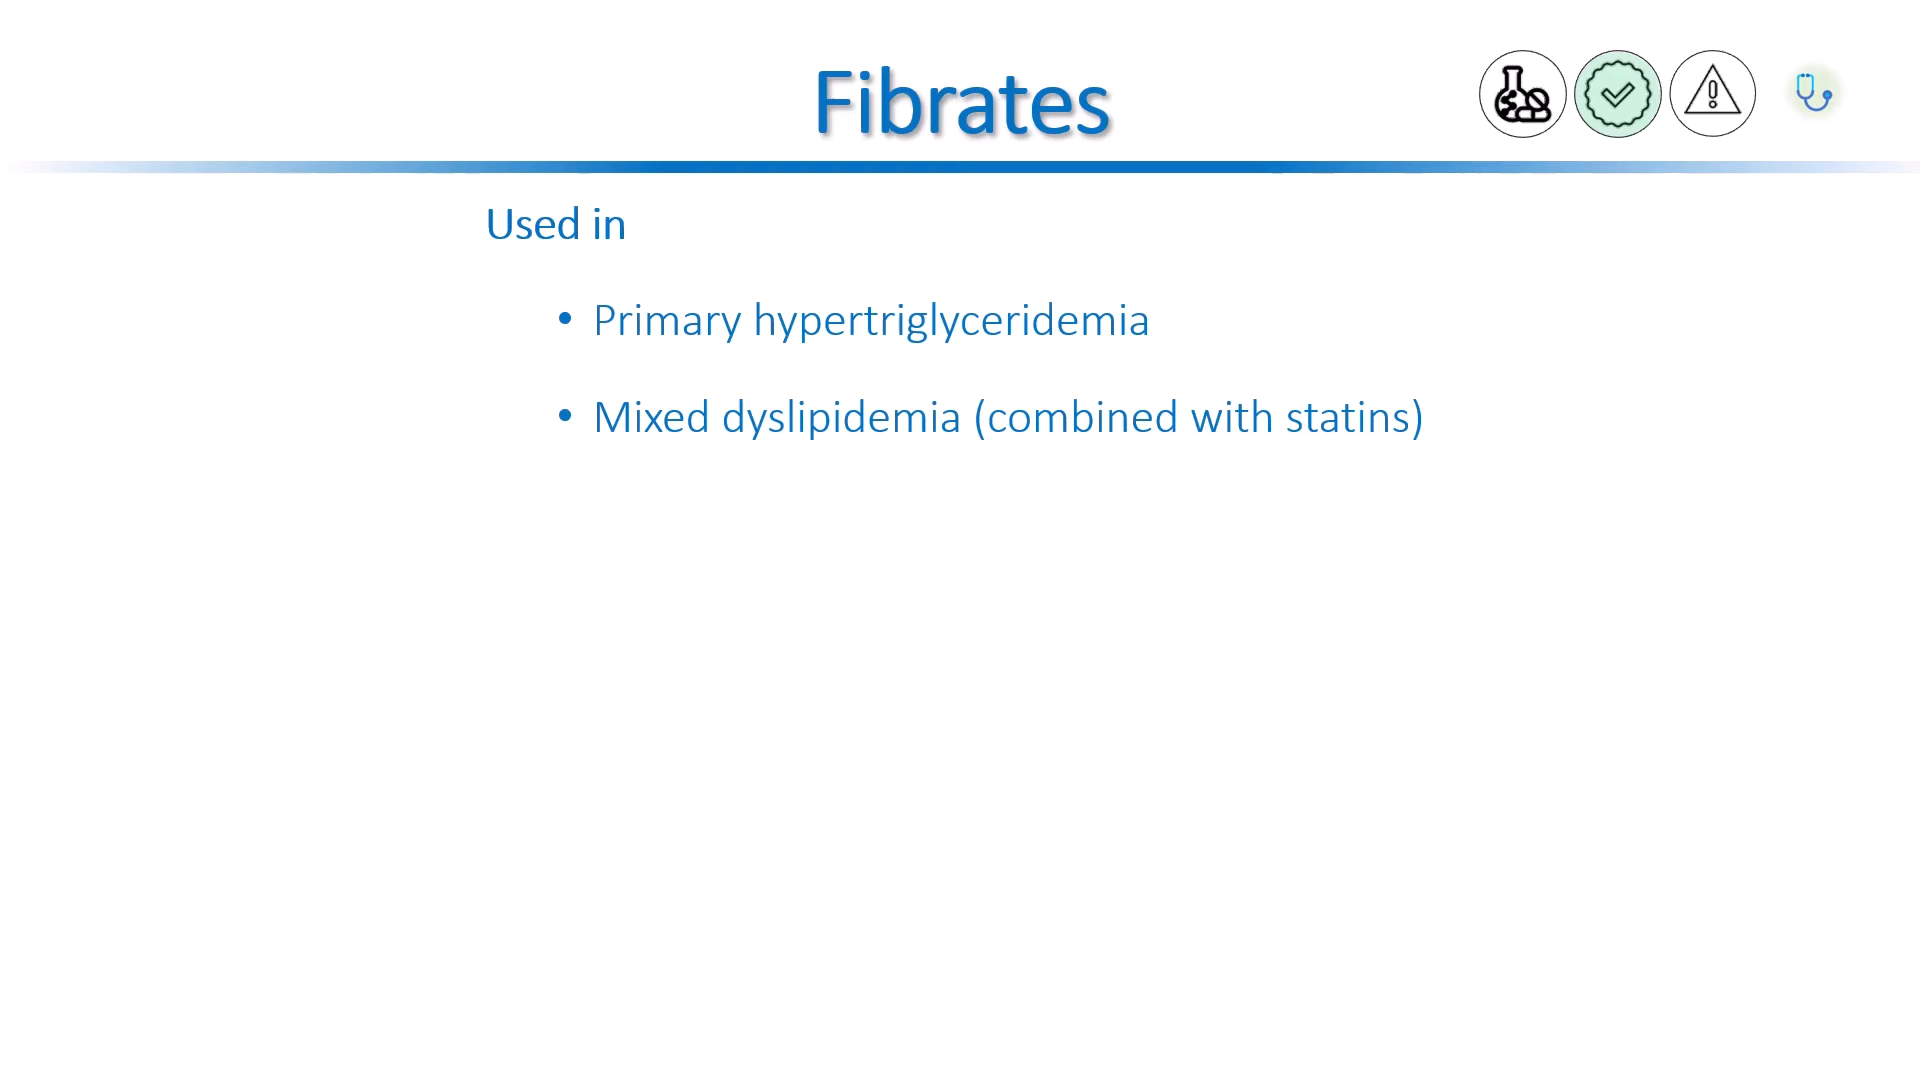 Fibrates
Used in
• Primary hypertriglyceridemia
• Mixed dyslipidemia (combined with statins)